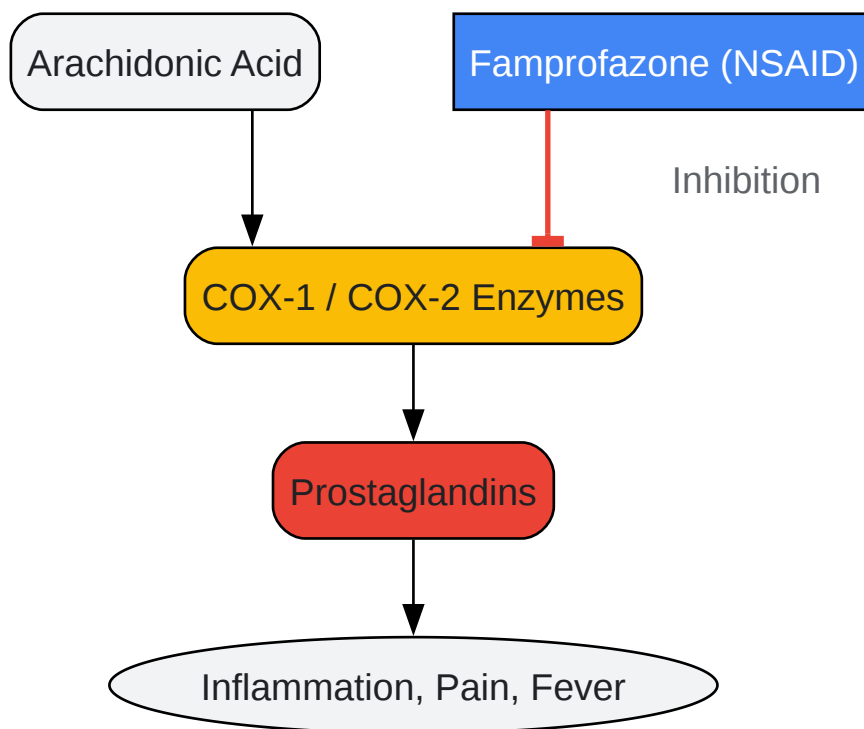 Arachidonic Acid
Famprofazone (NSAID)
Inhibition
COX-1 / COX-2 Enzymes
Prostaglandins
Inflammation, Pain, Fever